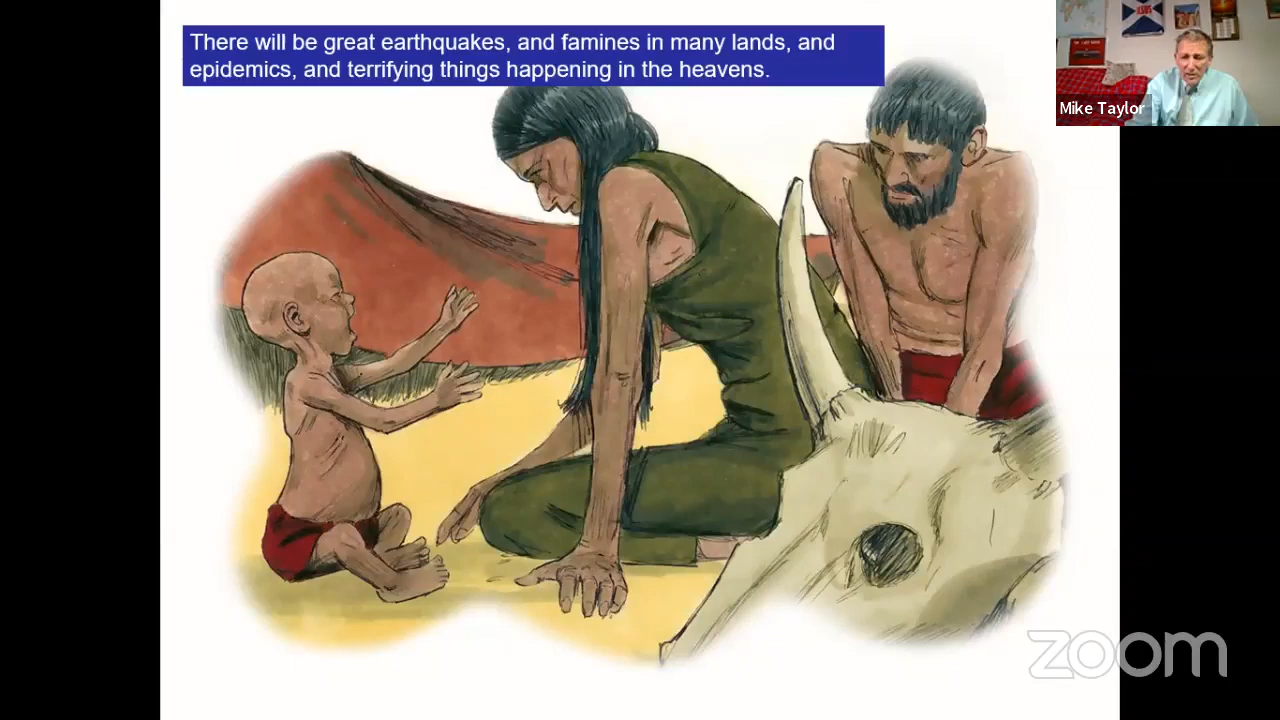 There will be great earthquakes, and famines in many lands, and
epidemics, and terrifying things happening in the heavens.
Mike Taylor
zoom